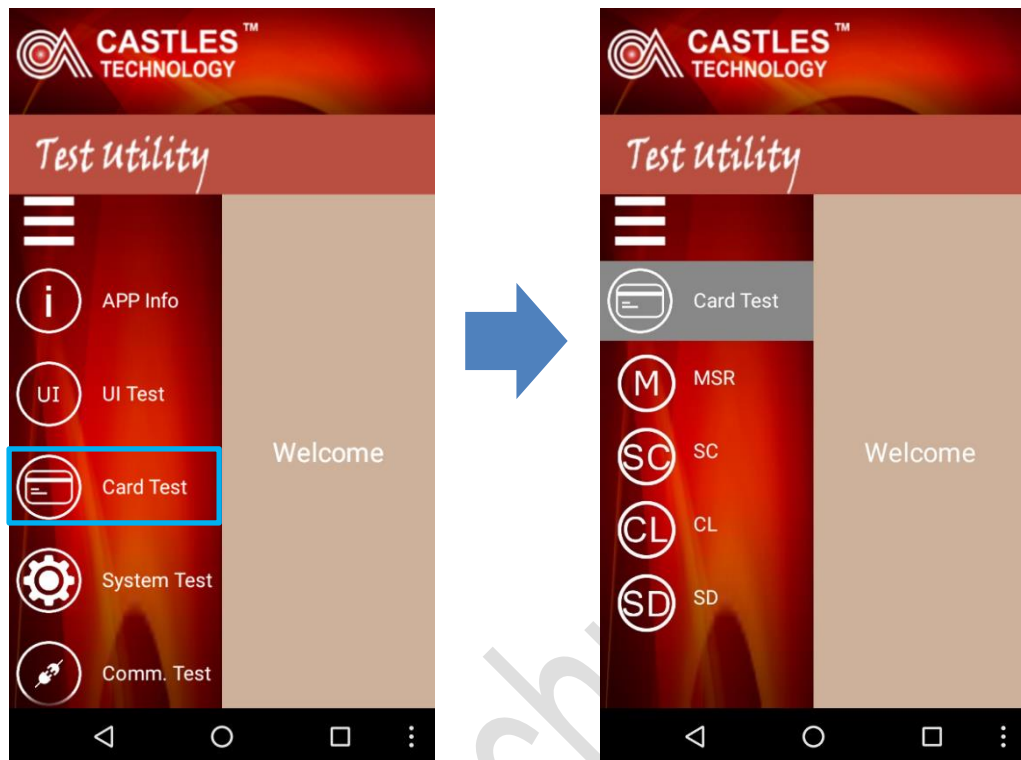 CASTLES™
TECHNOLOGY
Test Utility
i APP Info
UI UI Test
Card Test
Welcome
System Test
Comm. Test
CASTLES™
TECHNOLOGY
Test Utility
Card Test
M MSR
SC SC
Welcome
CL CL
SD SD